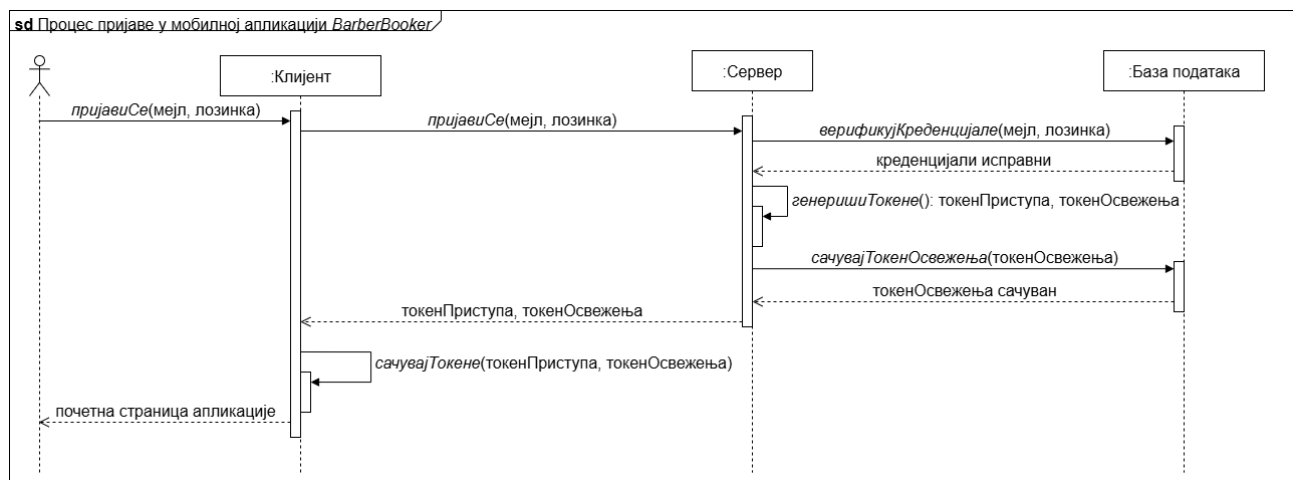 sd Процес пријаве у мобилној апликацији BarberBooker
:Клијент
:Сервер
:База података
пријавиСе(мејл, лозинка)
пријавиСе(мејл, лозинка)
верификујКреденцијале(мејл, лозинка)
креденцијали исправни
генеришиТокене(): токенПриступа, токенОсвежења
сачувајТокенОсвежења(токенОсвежења)
токенОсвежења сачуван
токенПриступа, токенОсвежења
сачувајТокене(токенПриступа, токенОсвежења)
почетна страница апликације